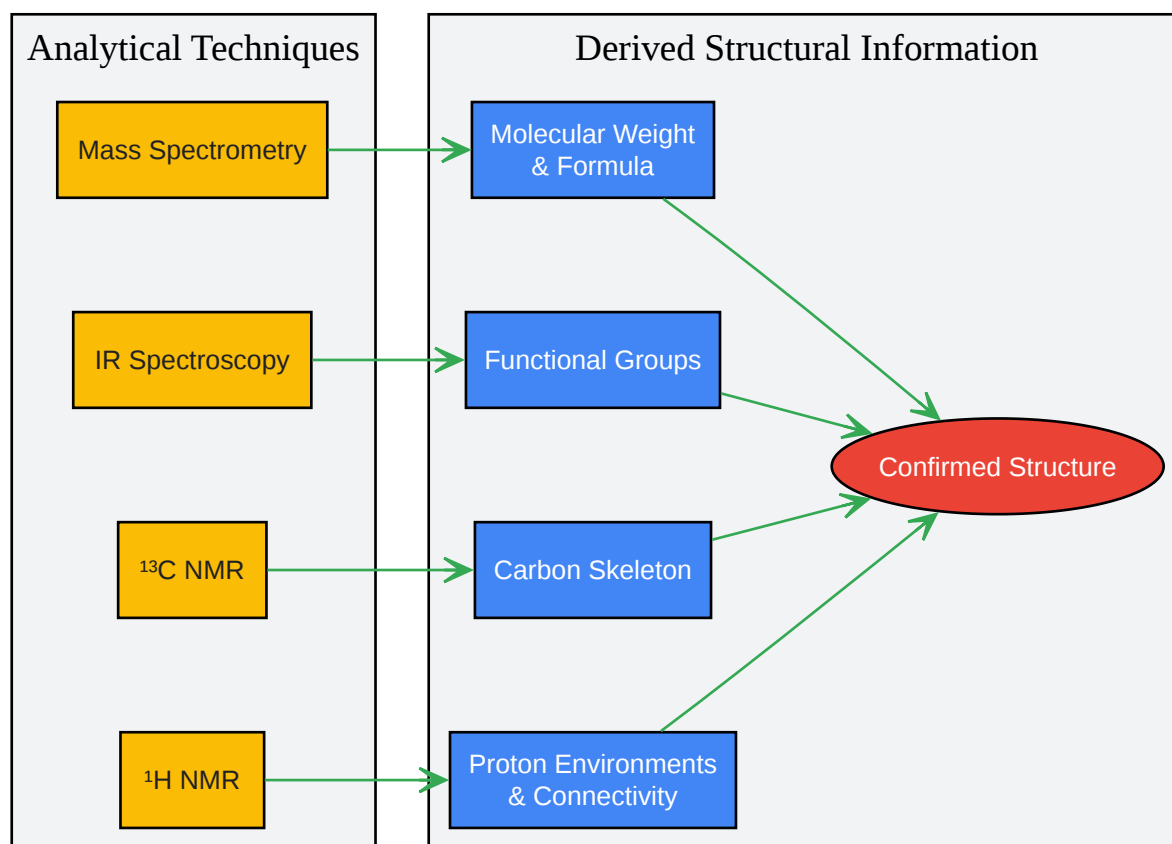 Analytical Techniques
Derived Structural Information
Mass Spectrometry
Molecular Weight
& Formula
IR Spectroscopy
Functional Groups
Confirmed Structure
¹³C NMR
Carbon Skeleton
¹H NMR
Proton Environments
& Connectivity